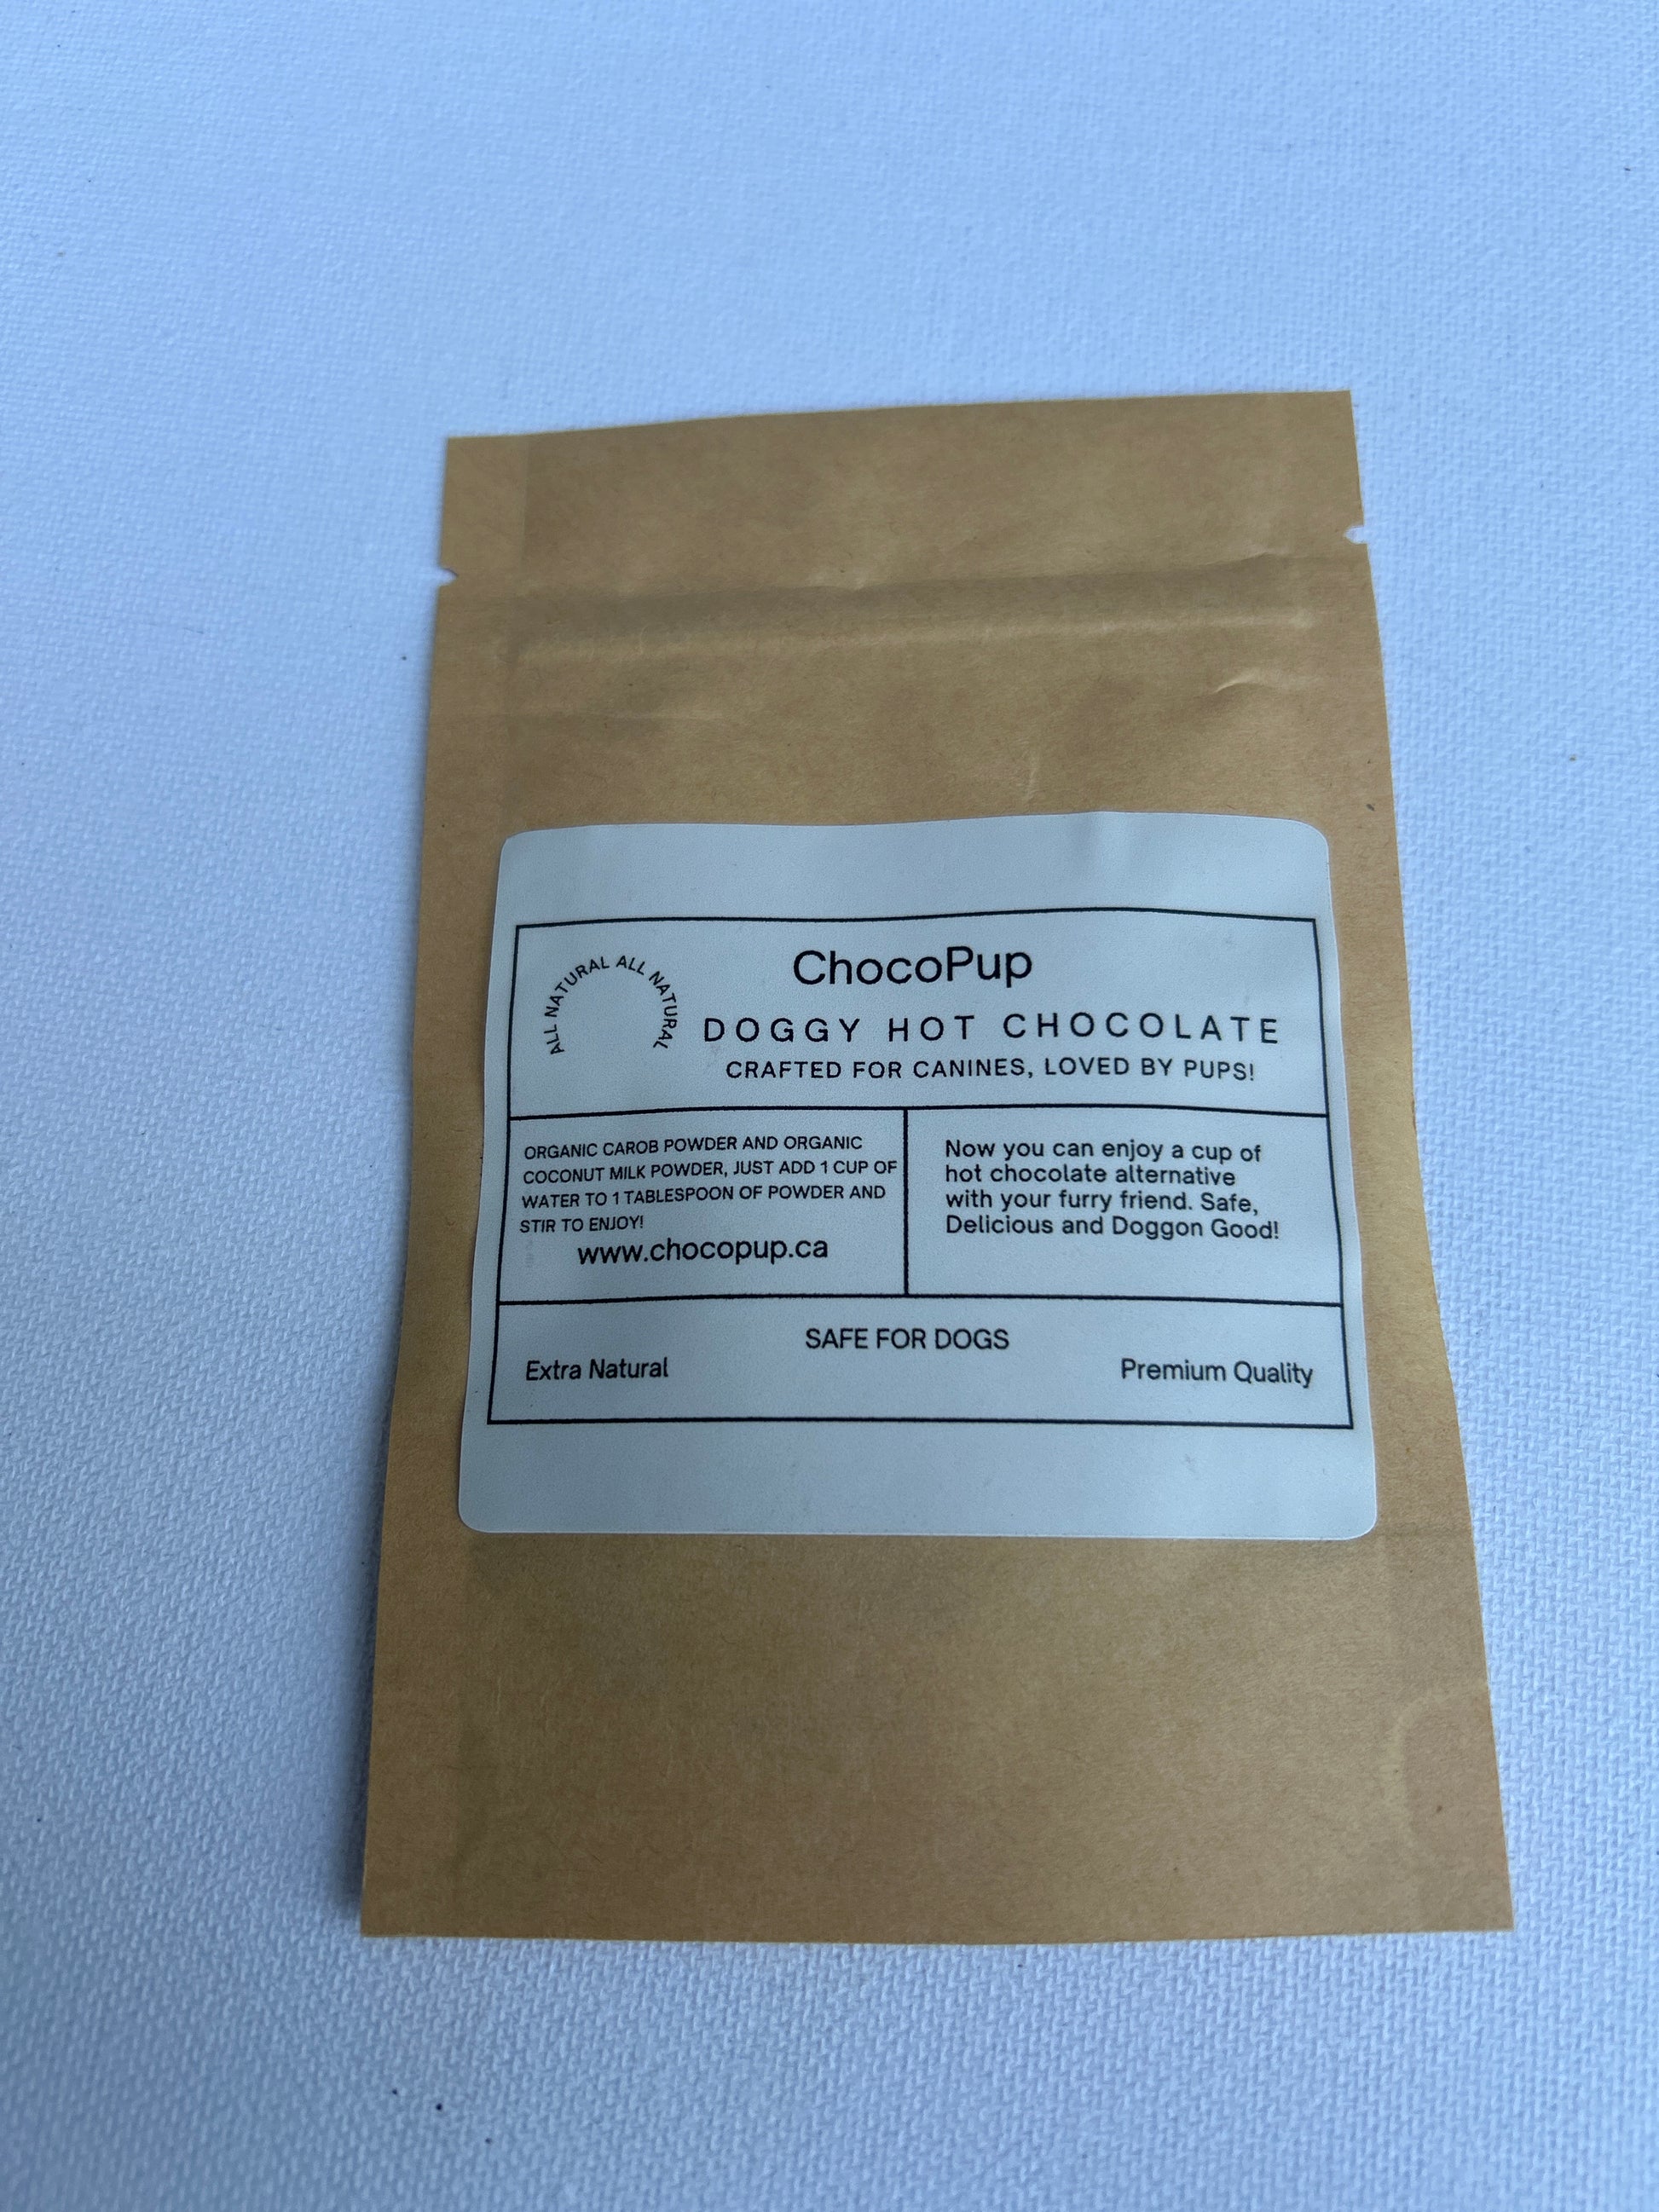 ALL NATURAL ALL NATURAL
ChocoPup
DOGGY HOT CHOCOLATE
CRAFTED FOR CANINES, LOVED BY PUPS!
ORGANIC CAROB POWDER AND ORGANIC
COCONUT MILK POWDER, JUST ADD 1 CUP OF
WATER TO 1 TABLESPOON OF POWDER AND
STIR TO ENJOY!
www.chocopup.ca
Now you can enjoy a cup of
hot chocolate alternative
with your furry friend. Safe,
Delicious and Doggon Good!
SAFE FOR DOGS
Extra Natural
Premium Quality